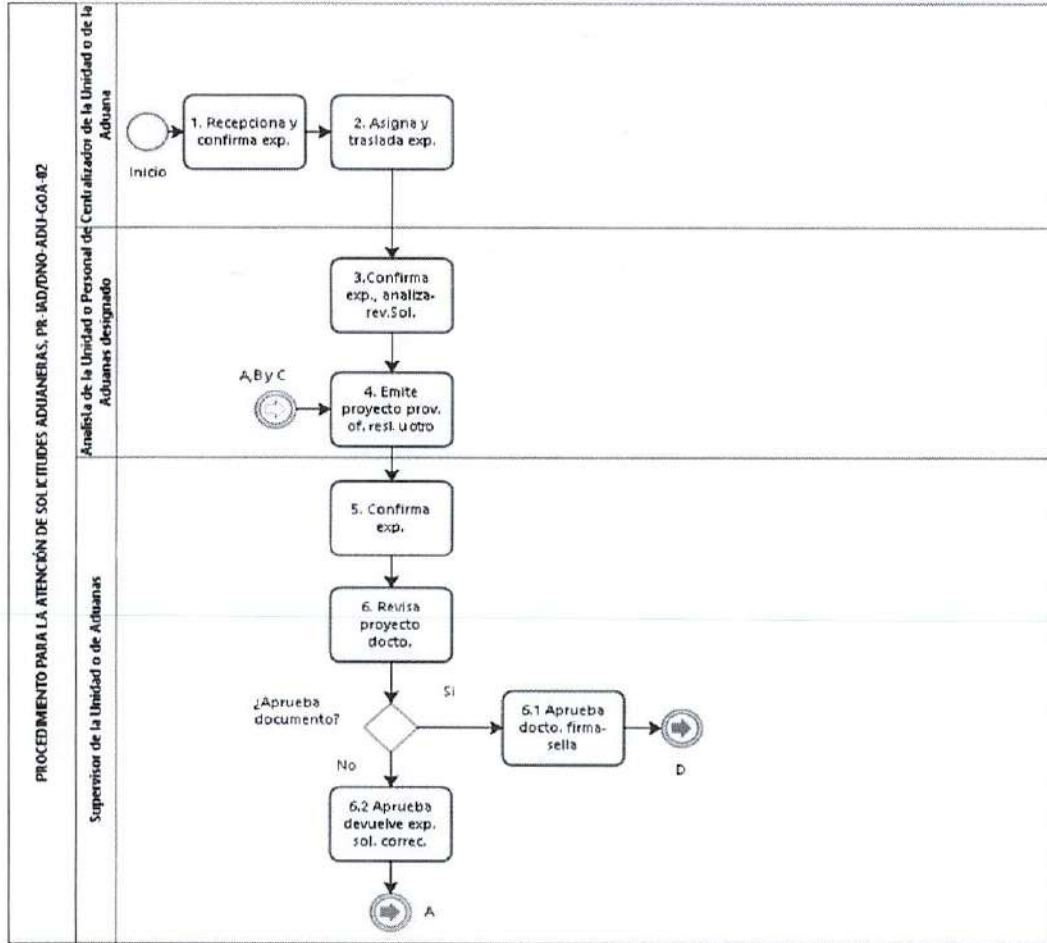 PROCEDIMIENTO PARA LA ATENCIÓN DE SOLICITUDES ADUANERAS, PR-IAD/DNO-ADU-GOA-02
Centralizador de la Unidad o de la
Aduana
Inicio
1. Recepciona y
confirma exp.
2. Asigna y
traslada exp.
Analista de la Unidad o Personal de
Aduanas designado
3.Confirma
exp., analiza-
rev.Sol.
A,B y C
4. Emite
proyecto prov.
of. resl. u otro
Supervisor de la Unidad o de Aduanas
5. Confirma
exp.
6. Revisa
proyecto
docto.
¿Aprueba
documento?
Si
6.1 Aprueba
docto. firma-
sella
D
No
6.2 Aprueba
devuelve exp.
sol. correc.
A